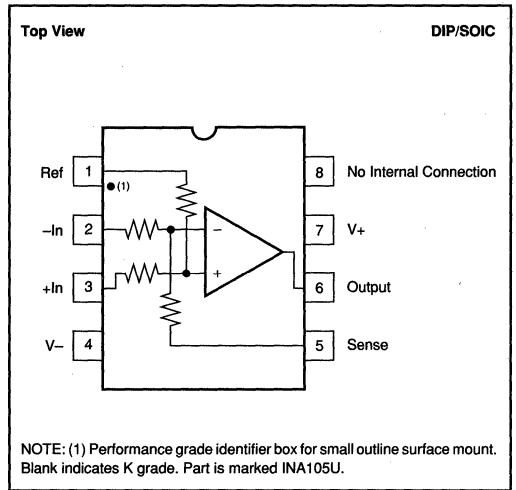 Top View DIP/SOIC
Ref 1 8 No Internal Connection
(1)
–In 2 7 V+
–
+In 3 + 6 Output
V– 4 5 Sense
NOTE: (1) Performance grade identifier box for small outline surface mount.
Blank indicates K grade. Part is marked INA105U.